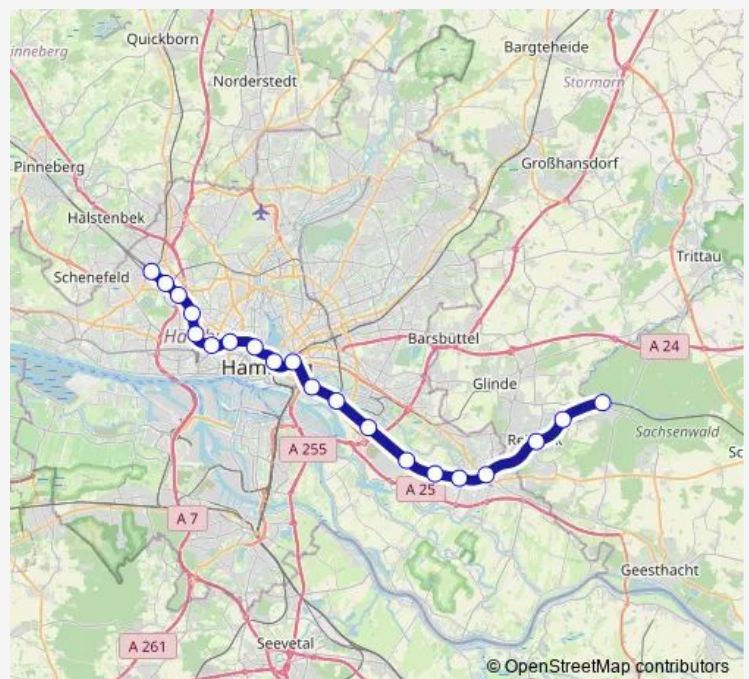 inneberg
Quickborn
Bargteheide
Norderstedt
Stormarn
Pinneberg
Großhansdorf
Halstenbek
Trittau
Schenefeld
Barsbüttel
A 24
Glinde
Sachsenwald
A 255
A 25
A 7
Geesthacht
A 261
Seevetal
© OpenStreetMap contributors